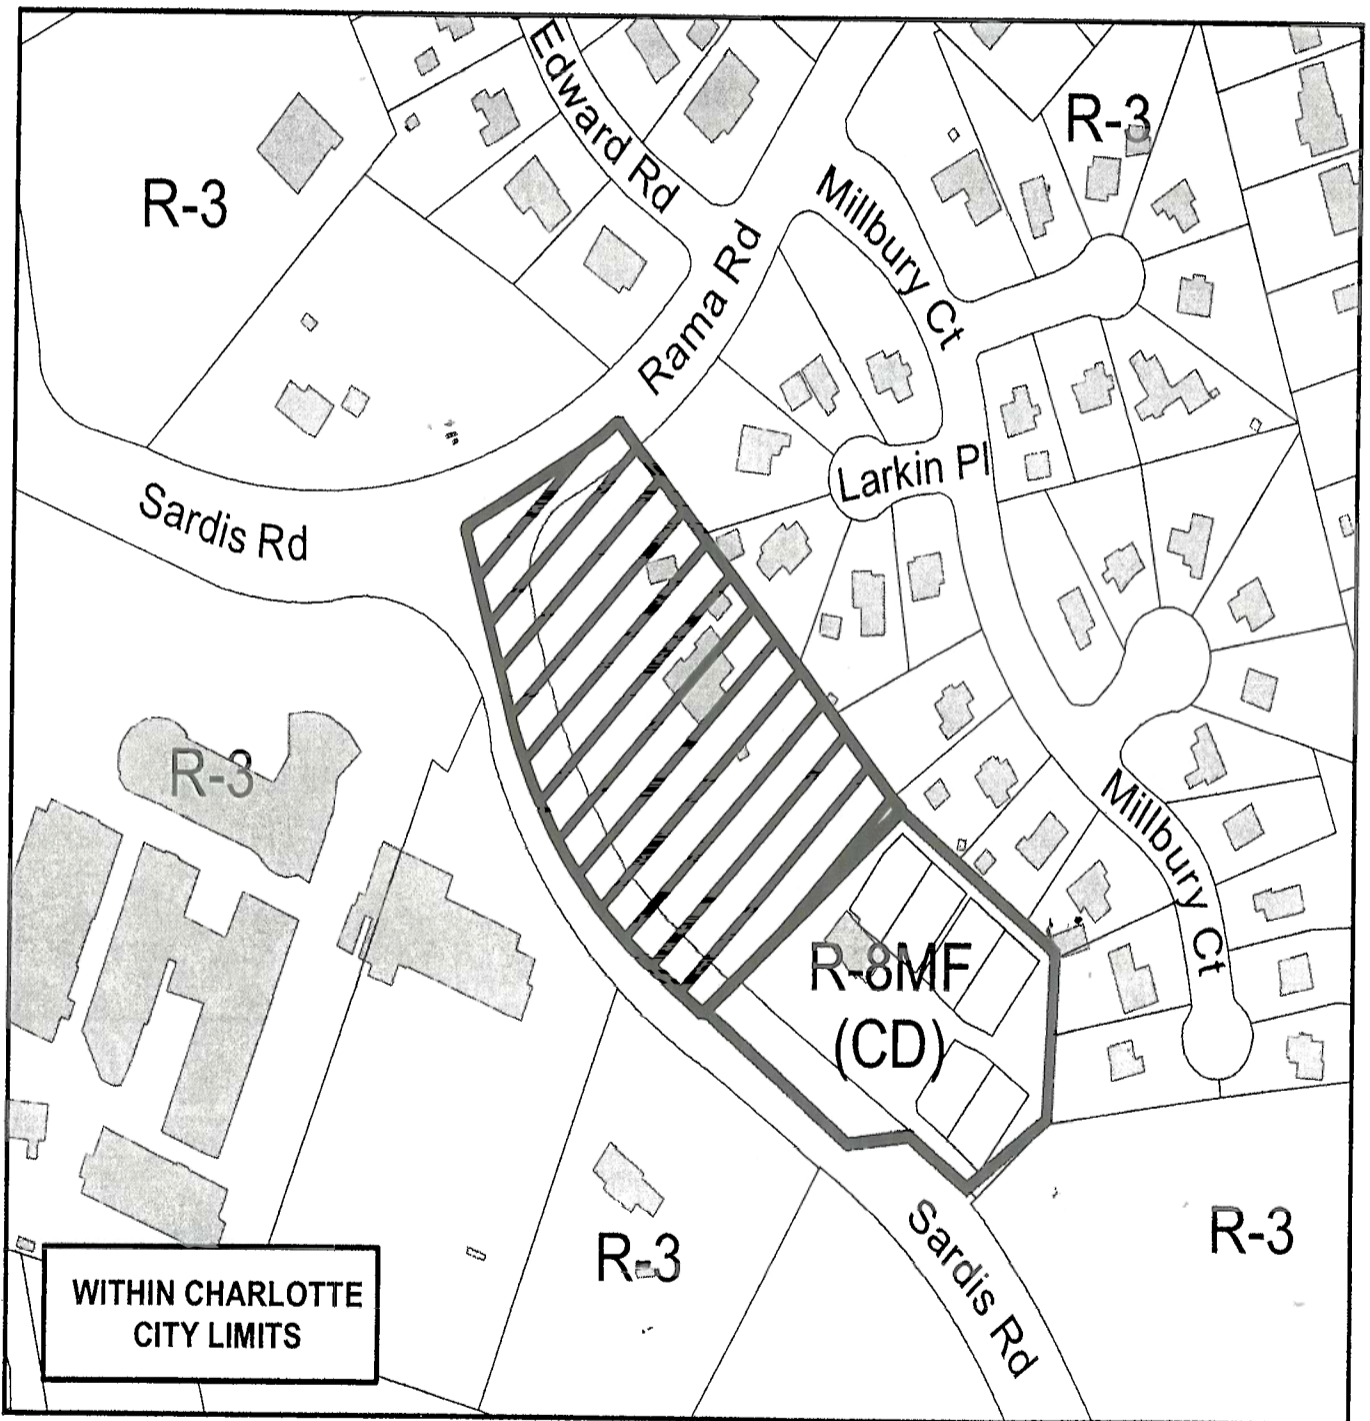 Edward Rd
R-3
R-3
Millbury Ct
Rama Rd
Larkin Pl
Sardis Rd
R-3
Millbury Ct
R-8MF
(CD)
R-3
R-3
Sardis Rd
WITHIN CHARLOTTE
CITY LIMITS